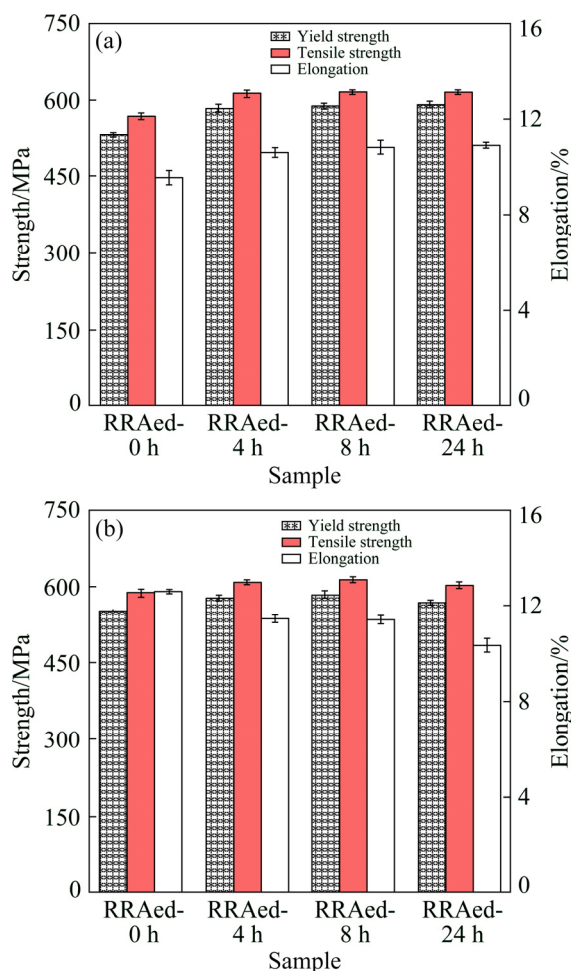 (a)
Yield strength
Tensile strength
Elongation
750
600
450
300
150
0
Strength/MPa
16
12
8
4
0
Elongation/%
RRAed-
0 h
RRAed-
4 h
RRAed-
8 h
RRAed-
24 h
Sample
(b)
Yield strength
Tensile strength
Elongation
750
600
450
300
150
0
Strength/MPa
16
12
8
4
0
Elongation/%
RRAed-
0 h
RRAed-
4 h
RRAed-
8 h
RRAed-
24 h
Sample